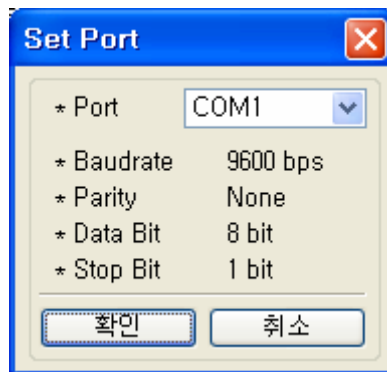 Set Port
* Port COM1
* Baudrate 9600 bps
* Parity None
* Data Bit 8 bit
* Stop Bit 1 bit
확인 취소